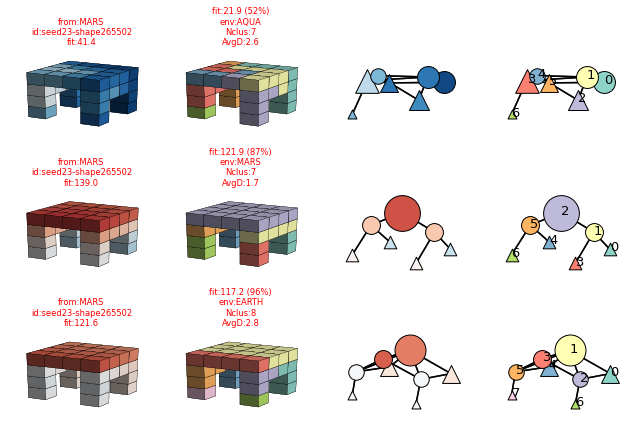 from:MARS
id:seed23-shape265502
fit:41.4
fit:21.9 (52%)
env:AQUA
Nclus:7
AvgD:2.6
3 4 5 1 0
2
6
from:MARS
id:seed23-shape265502
fit:139.0
fit:121.9 (87%)
env:MARS
Nclus:7
AvgD:1.7
2
5 1
4 0
6 3
from:MARS
id:seed23-shape265502
fit:121.6
fit:117.2 (96%)
env:EARTH
Nclus:8
AvgD:2.8
1
3
5 2 0
7 6